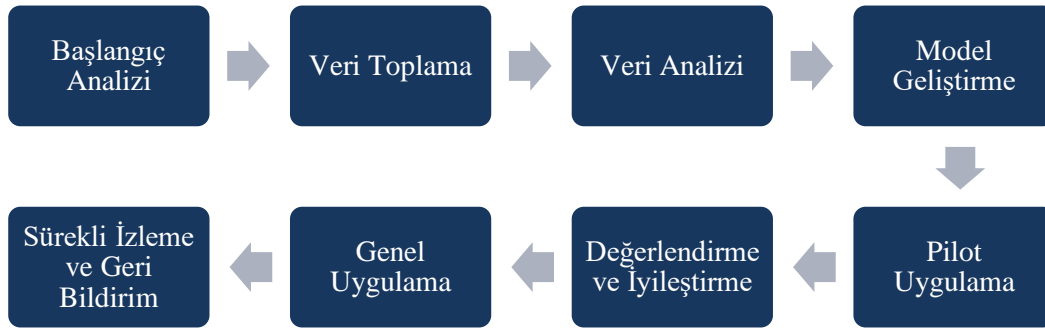 Başlangıç
Analizi
Veri Toplama
Veri Analizi
Model
Geliştirme
Pilot
Uygulama
Değerlendirme
ve İyileştirme
Genel
Uygulama
Sürekli İzleme
ve Geri
Bildirim